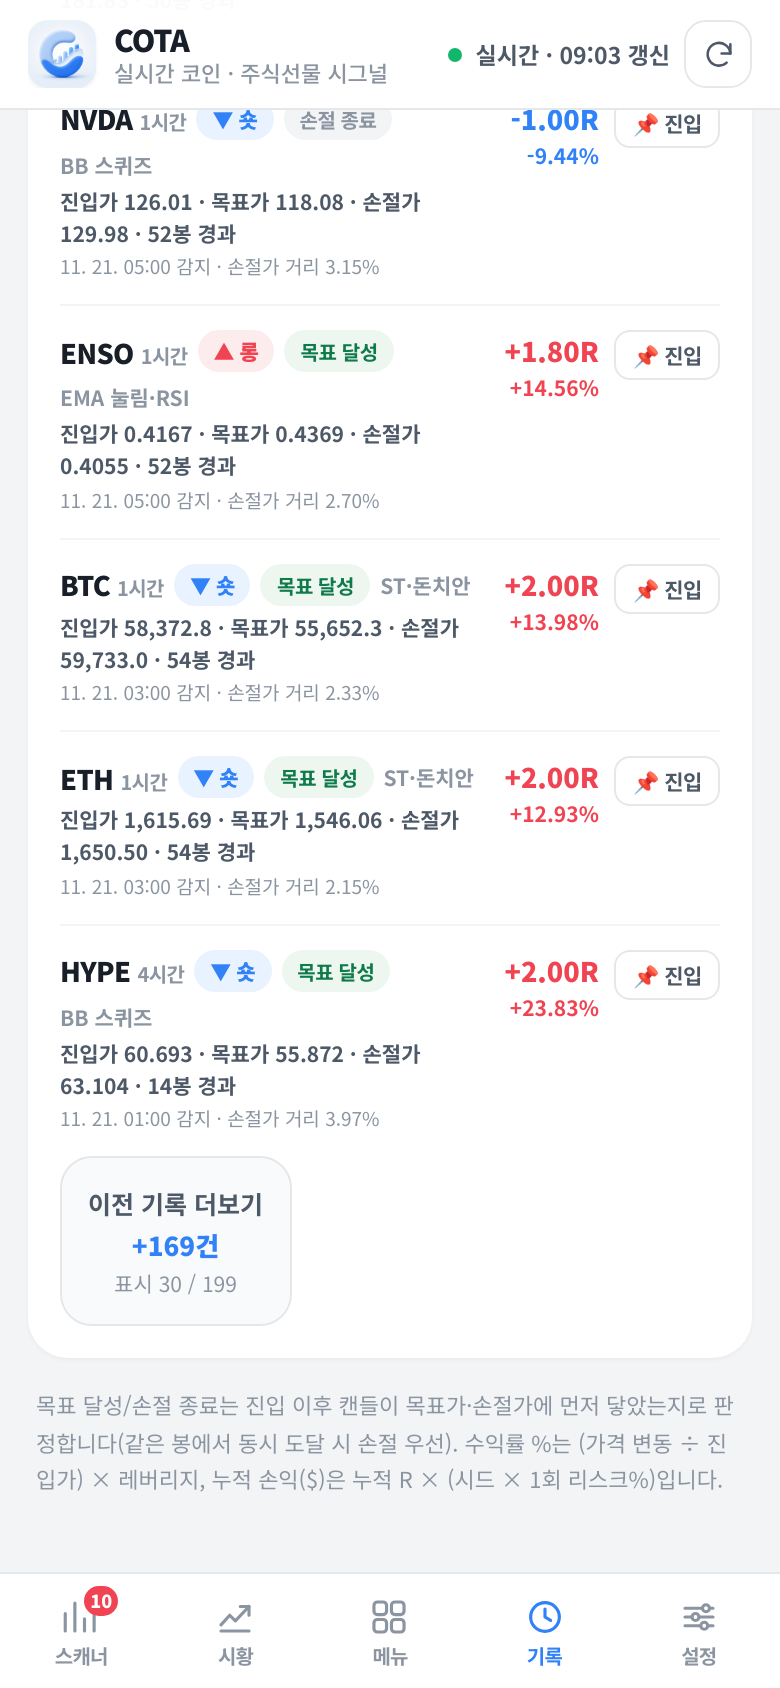 COTA
실시간 코인 · 주식선물 시그널
실시간 · 09:03 갱신
NVDA 1시간 ▼ 숏 손절 종료 -1.00R 📌 진입
-9.44%
BB 스퀴즈
진입가 126.01 · 목표가 118.08 · 손절가
129.98 · 52봉 경과
11. 21. 05:00 감지 · 손절가 거리 3.15%
ENSO 1시간 ▲ 롱 목표 달성 +1.80R 📌 진입
+14.56%
EMA 눌림·RSI
진입가 0.4167 · 목표가 0.4369 · 손절가
0.4055 · 52봉 경과
11. 21. 05:00 감지 · 손절가 거리 2.70%
BTC 1시간 ▼ 숏 목표 달성 ST·돈치안 +2.00R 📌 진입
+13.98%
진입가 58,372.8 · 목표가 55,652.3 · 손절가
59,733.0 · 54봉 경과
11. 21. 03:00 감지 · 손절가 거리 2.33%
ETH 1시간 ▼ 숏 목표 달성 ST·돈치안 +2.00R 📌 진입
+12.93%
진입가 1,615.69 · 목표가 1,546.06 · 손절가
1,650.50 · 54봉 경과
11. 21. 03:00 감지 · 손절가 거리 2.15%
HYPE 4시간 ▼ 숏 목표 달성 +2.00R 📌 진입
+23.83%
BB 스퀴즈
진입가 60.693 · 목표가 55.872 · 손절가
63.104 · 14봉 경과
11. 21. 01:00 감지 · 손절가 거리 3.97%
이전 기록 더보기
+169건
표시 30 / 199
목표 달성/손절 종료는 진입 이후 캔들이 목표가·손절가에 먼저 닿았는지로 판
정합니다(같은 봉에서 동시 도달 시 손절 우선). 수익률 %는 (가격 변동 ÷ 진
입가) × 레버리지, 누적 손익($)은 누적 R × (시드 × 1회 리스크%)입니다.
10
스캐너 시황 메뉴 기록 설정